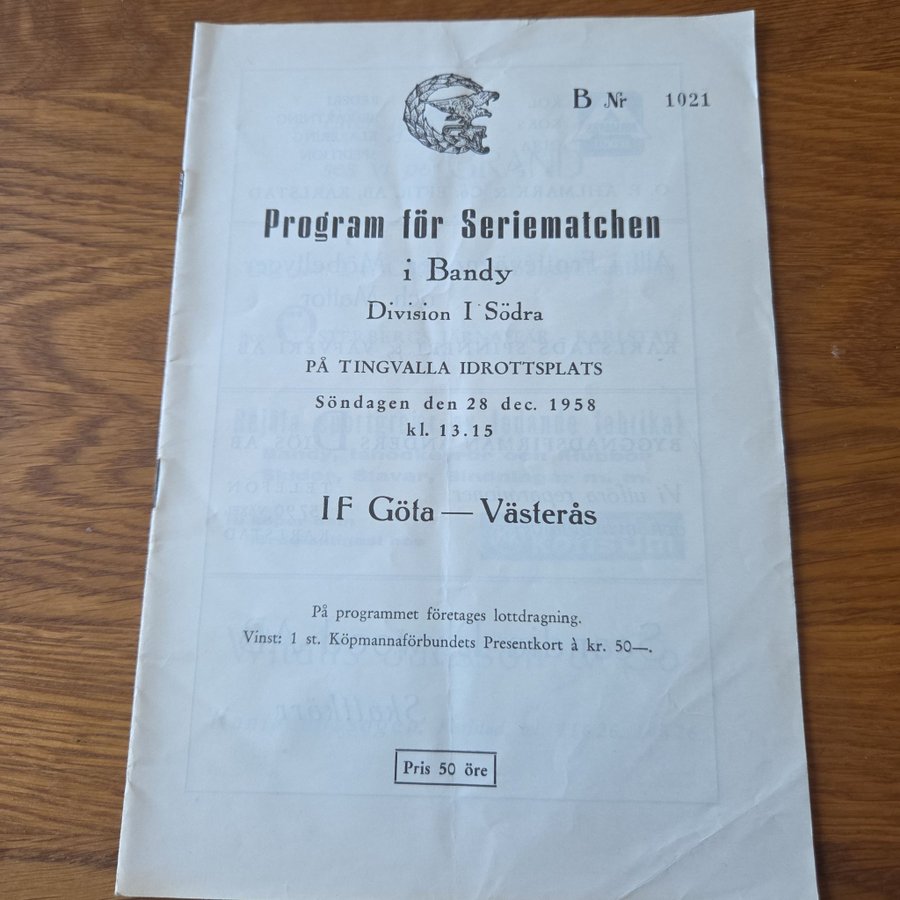 B Nr 1021
Program för Seriematchen
i Bandy
Division I Södra
PÅ TINGVALLA IDROTTSPLATS
Söndagen den 28 dec. 1958
kl. 13.15
IF Göta — Västerås
På programmet företages lottdragning.
Vinst: 1 st. Köpmannaförbundets Presentkort à kr. 50—.
Pris 50 öre